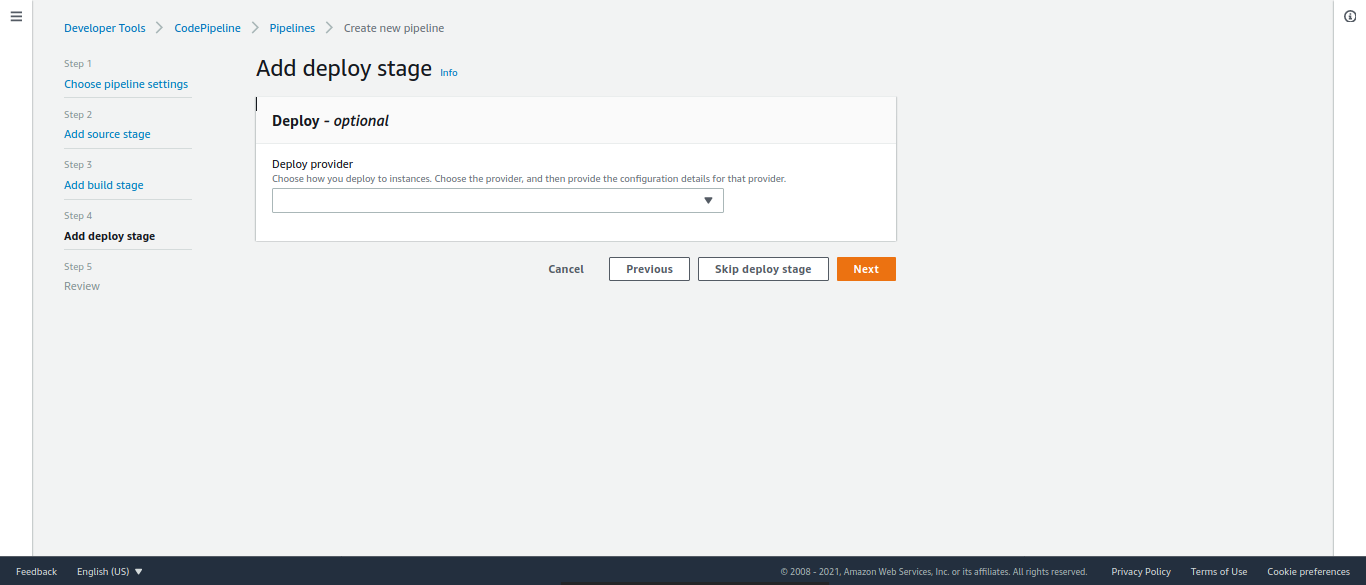 Developer Tools CodePipeline Pipelines Create new pipeline
Step 1
Choose pipeline settings
Step 2
Add source stage
Step 3
Add build stage
Step 4
Add deploy stage
Step 5
Review
Add deploy stage Info
Deploy - optional
Deploy provider
Choose how you deploy to instances. Choose the provider, and then provide the configuration details for that provider.
Cancel Previous Skip deploy stage Next
Feedback English (US) © 2008 - 2021, Amazon Web Services, Inc. or its affiliates. All rights reserved. Privacy Policy Terms of Use Cookie preferences